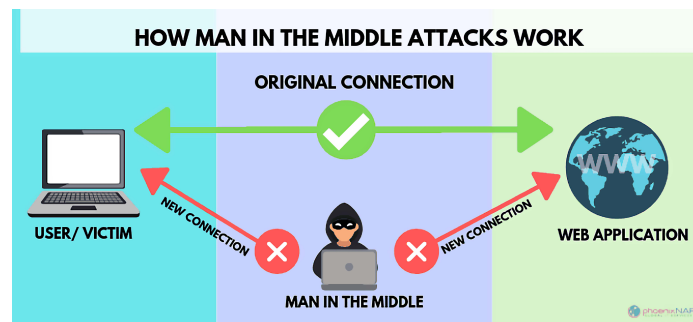 HOW MAN IN THE MIDDLE ATTACKS WORK
ORIGINAL CONNECTION
WWW
USER/ VICTIM
NEW CONNECTION
NEW CONNECTION
WEB APPLICATION
MAN IN THE MIDDLE
phoenixNAP